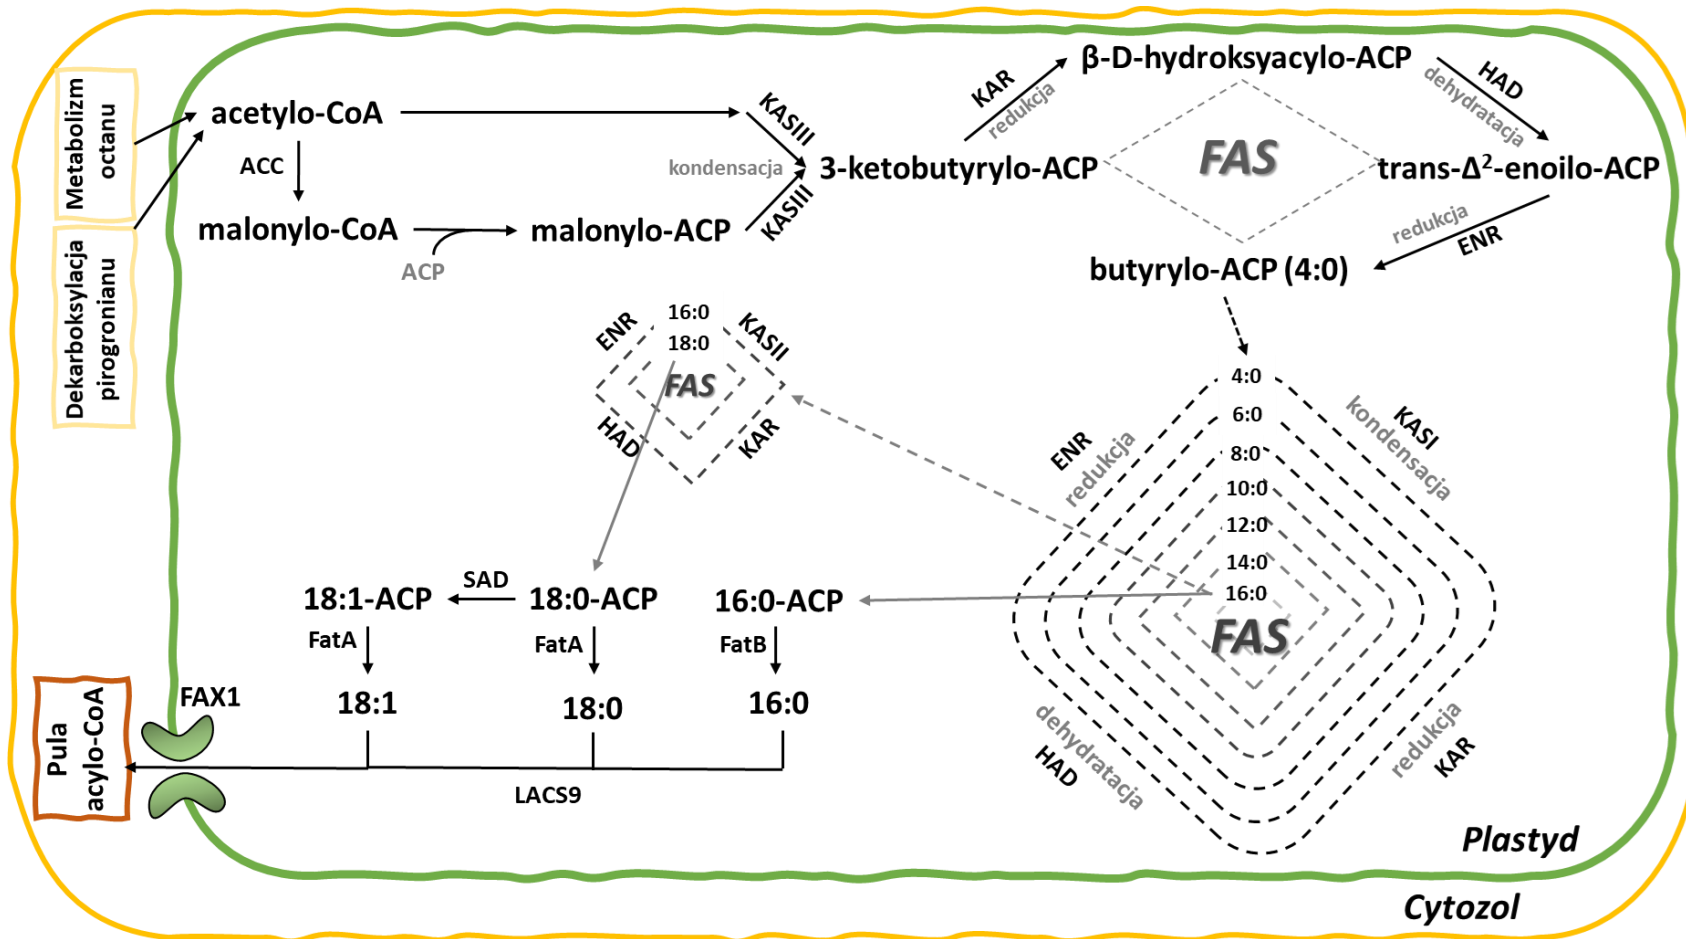 Metabolizm
octanu
Dekarboksylacja
pirogronianu
acetylo-CoA
ACC
malonylo-CoA
ACP
malonylo-ACP
KASIII
kondensacja
KASIII
3-ketobutyrylo-ACP
KAR
redukcja
β-D-hydroksyacylo-ACP
HAD
dehydratacja
FAS
trans-Δ²-enoilo-ACP
redukcja
ENR
butyrylo-ACP (4:0)
ENR
16:0
18:0
KASII
FAS
HAD
KAR
4:0
6:0
8:0
10:0
12:0
14:0
16:0
FAS
KASI
kondensacja
ENR
redukcja
dehydratacja
HAD
redukcja
KAR
18:1-ACP
SAD
18:0-ACP
16:0-ACP
FatA
FatA
FatB
18:1
18:0
16:0
FAX1
LACS9
Pula
acylo-CoA
Plastyd
Cytozol